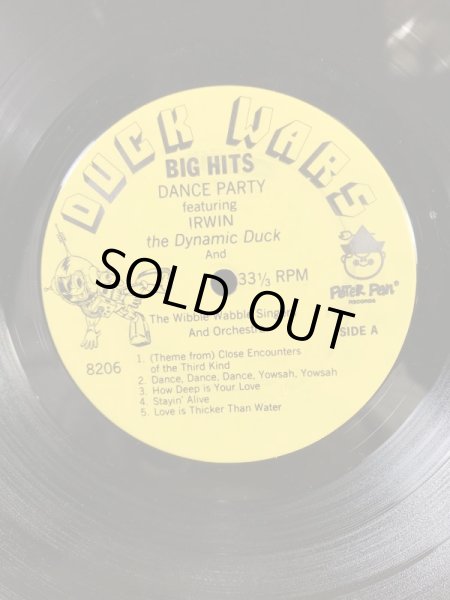 DUCK WARS
BIG HITS
DANCE PARTY
featuring
IRWIN
the Dynamic Duck
And
SOLD OUT
33⅓ RPM
Peter Pan
RECORDS
The Wibble Wabble
And Orchestra
SIDE A
8206
1. (Theme from) Close Encounters
of the Third Kind
2. Dance, Dance, Dance, Yowsah, Yowsah
3. How Deep is Your Love
4. Stayin' Alive
5. Love is Thicker Than Water